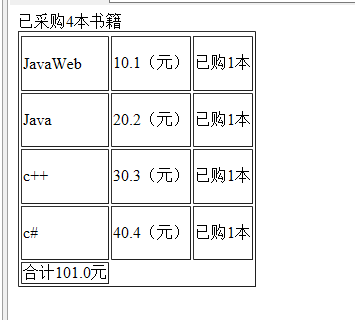 已采购4本书籍
JavaWeb 10.1（元） 已购1本
Java 20.2（元） 已购1本
c++ 30.3（元） 已购1本
c# 40.4（元） 已购1本
合计101.0元